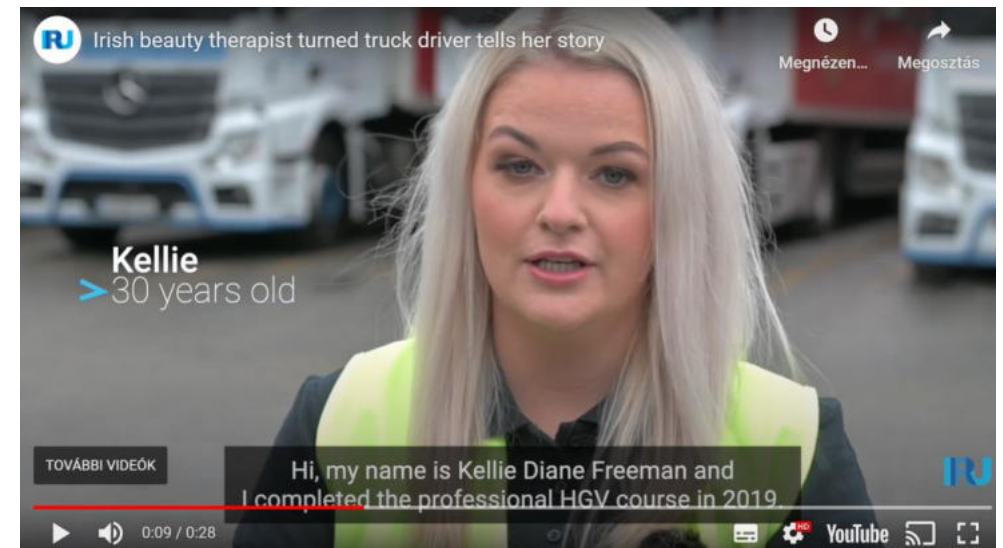 IRU Irish beauty therapist turned truck driver tells her story
Megnézen... Megosztás
Kellie
>30 years old
TOVÁBBI VIDEÓK
IRU
Hi, my name is Kellie Diane Freeman and
I completed the professional HGV course in 2019.
0:09 / 0:28 HD YouTube